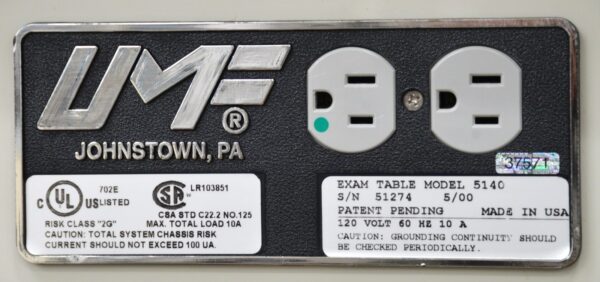 UMF®
JOHNSTOWN, PA
37571
C UL US LISTED 702E
RISK CLASS "2G"
SA LR103851
CSA STD C22.2 NO.125
MAX. TOTAL LOAD 10A
CAUTION: TOTAL SYSTEM CHASSIS RISK
CURRENT SHOULD NOT EXCEED 100 UA.
EXAM TABLE MODEL 5140
S/N 51274 5/00
PATENT PENDING MADE IN USA
120 VOLT 60 HZ 10 A
CAUTION: GROUNDING CONTINUITY SHOULD
BE CHECKED PERIODICALLY.